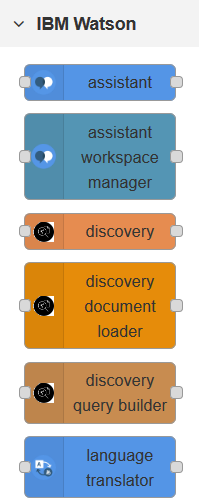 IBM Watson
assistant
assistant
workspace
manager
discovery
discovery
document
loader
discovery
query builder
language
translator